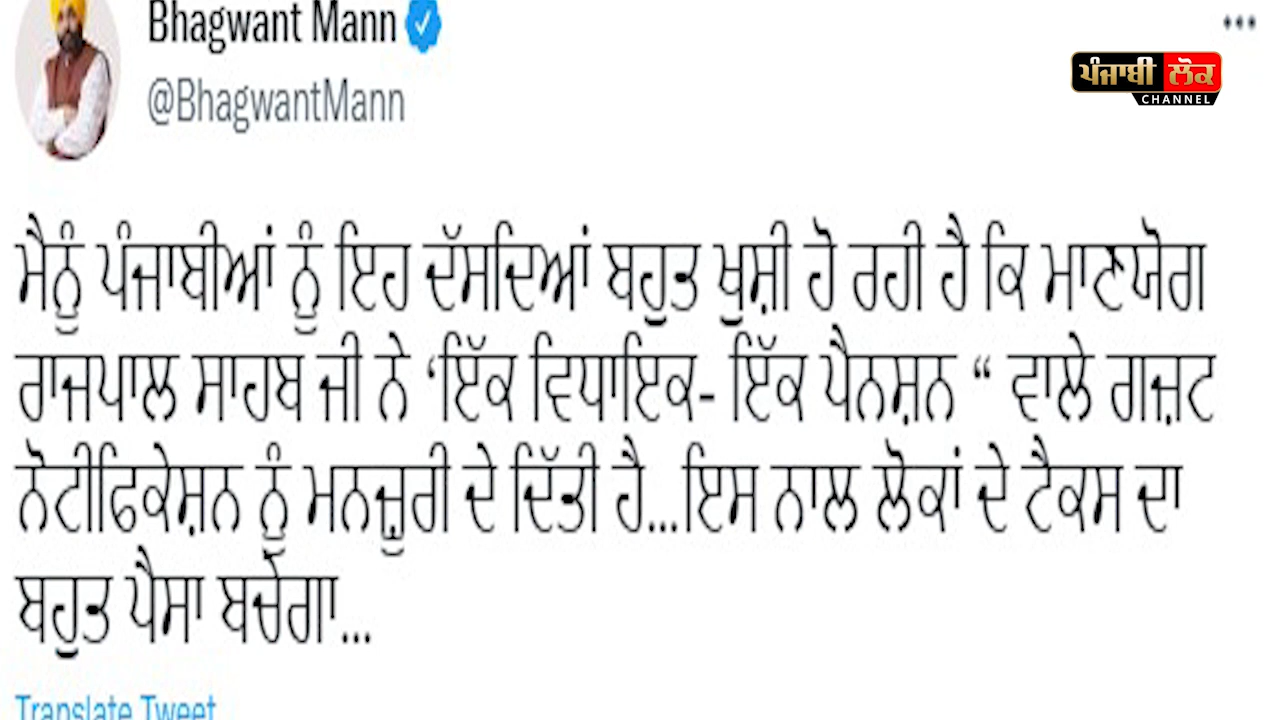 Bhagwant Mann
@BhagwantMann
ਪੰਜਾਬੀ ਲੋਕ
CHANNEL
ਮੈਨੂੰ ਪੰਜਾਬੀਆਂ ਨੂੰ ਇਹ ਦੱਸਦਿਆਂ ਬਹੁਤ ਖੁਸ਼ੀ ਹੋ ਰਹੀ ਹੈ ਕਿ ਮਾਣਯੋਗ
ਰਾਜਪਾਲ ਸਾਹਬ ਜੀ ਨੇ ‘ਇੱਕ ਵਿਧਾਇਕ- ਇੱਕ ਪੈਨਸ਼ਨ “ ਵਾਲੇ ਗਜ਼ਟ
ਨੋਟੀਫਿਕੇਸ਼ਨ ਨੂੰ ਮਨਜ਼ੂਰੀ ਦੇ ਦਿੱਤੀ ਹੈ...ਇਸ ਨਾਲ ਲੋਕਾਂ ਦੇ ਟੈਕਸ ਦਾ
ਬਹੁਤ ਪੈਸਾ ਬਚੇਗਾ...
Translate Tweet